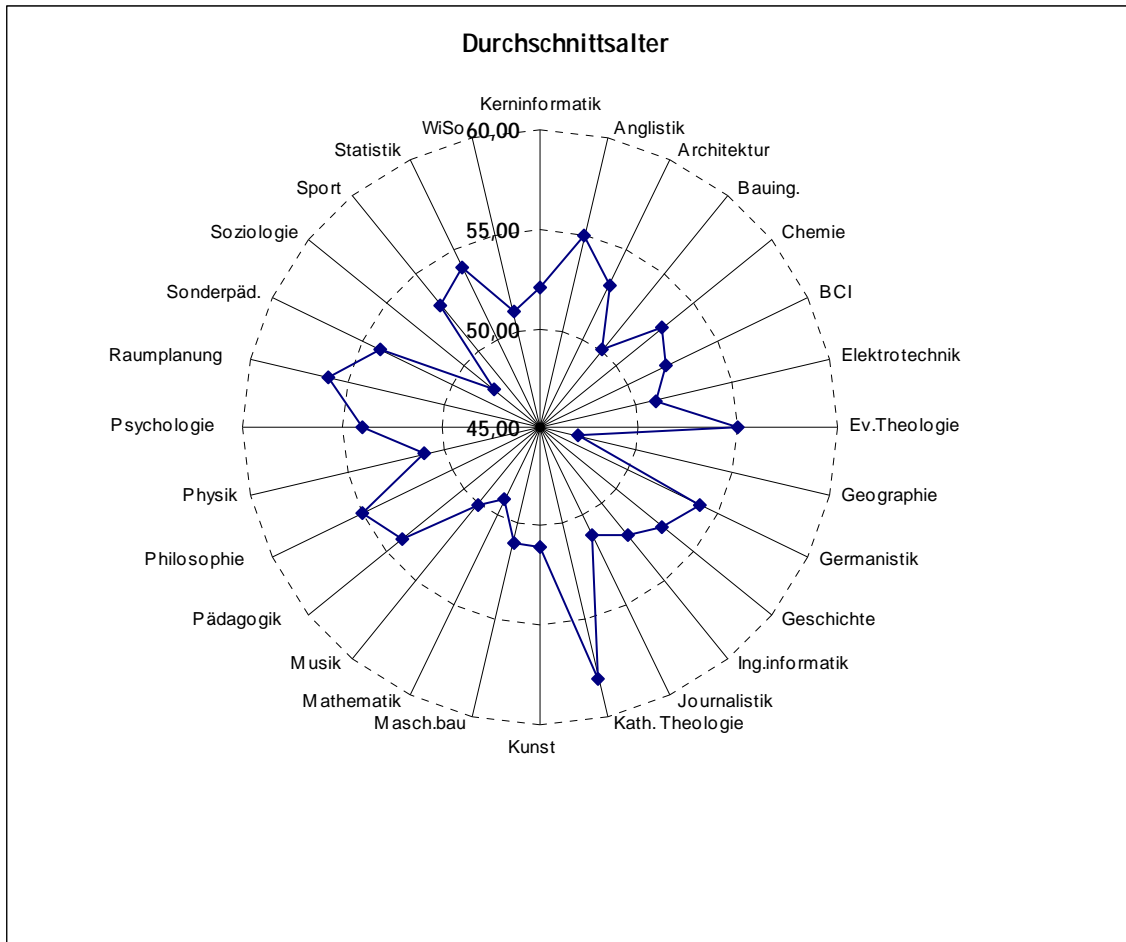 Durchschnittsalter
Kerninformatik
Anglistik
Architektur
Bauing.
Chemie
BCI
Elektrotechnik
Ev.Theologie
Geographie
Germanistik
Geschichte
Ing.informatik
Journalistik
Kath. Theologie
Kunst
Masch.bau
Mathematik
Musik
Pädagogik
Philosophie
Physik
Psychologie
Raumplanung
Sonderpäd.
Soziologie
Sport
Statistik
WiSo
60,00
55,00
50,00
45,00